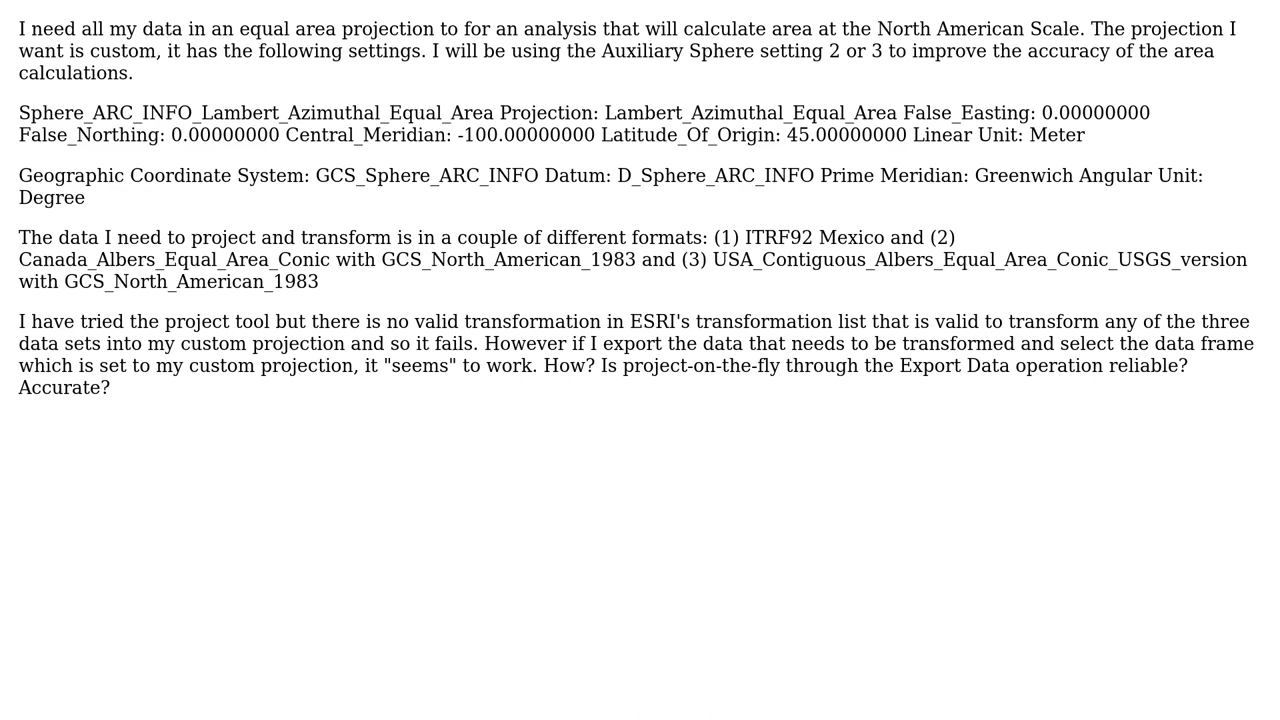 I need all my data in an equal area projection to for an analysis that will calculate area at the North American Scale. The projection I
want is custom, it has the following settings. I will be using the Auxiliary Sphere setting 2 or 3 to improve the accuracy of the area
calculations.
Sphere_ARC_INFO_Lambert_Azimuthal_Equal_Area Projection: Lambert_Azimuthal_Equal_Area False_Easting: 0.00000000
False_Northing: 0.00000000 Central_Meridian: -100.00000000 Latitude_Of_Origin: 45.00000000 Linear Unit: Meter
Geographic Coordinate System: GCS_Sphere_ARC_INFO Datum: D_Sphere_ARC_INFO Prime Meridian: Greenwich Angular Unit:
Degree
The data I need to project and transform is in a couple of different formats: (1) ITRF92 Mexico and (2)
Canada_Albers_Equal_Area_Conic with GCS_North_American_1983 and (3) USA_Contiguous_Albers_Equal_Area_Conic_USGS_version
with GCS_North_American_1983
I have tried the project tool but there is no valid transformation in ESRI's transformation list that is valid to transform any of the three
data sets into my custom projection and so it fails. However if I export the data that needs to be transformed and select the data frame
which is set to my custom projection, it "seems" to work. How? Is project-on-the-fly through the Export Data operation reliable?
Accurate?